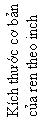 Kích thước cơ bản
của ren theo inch